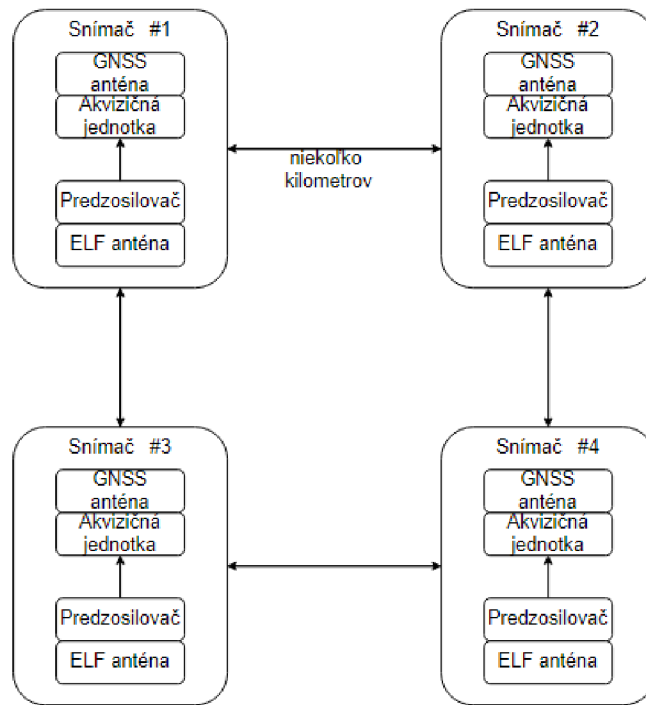 Snímač #1
GNSS
anténa
Akvizičná
jednotka
Predzosilovač
ELF anténa
niekoľko
kilometrov
Snímač #2
GNSS
anténa
Akvizičná
jednotka
Predzosilovač
ELF anténa
Snímač #3
GNSS
anténa
Akvizičná
jednotka
Predzosilovač
ELF anténa
Snímač #4
GNSS
anténa
Akvizičná
jednotka
Predzosilovač
ELF anténa